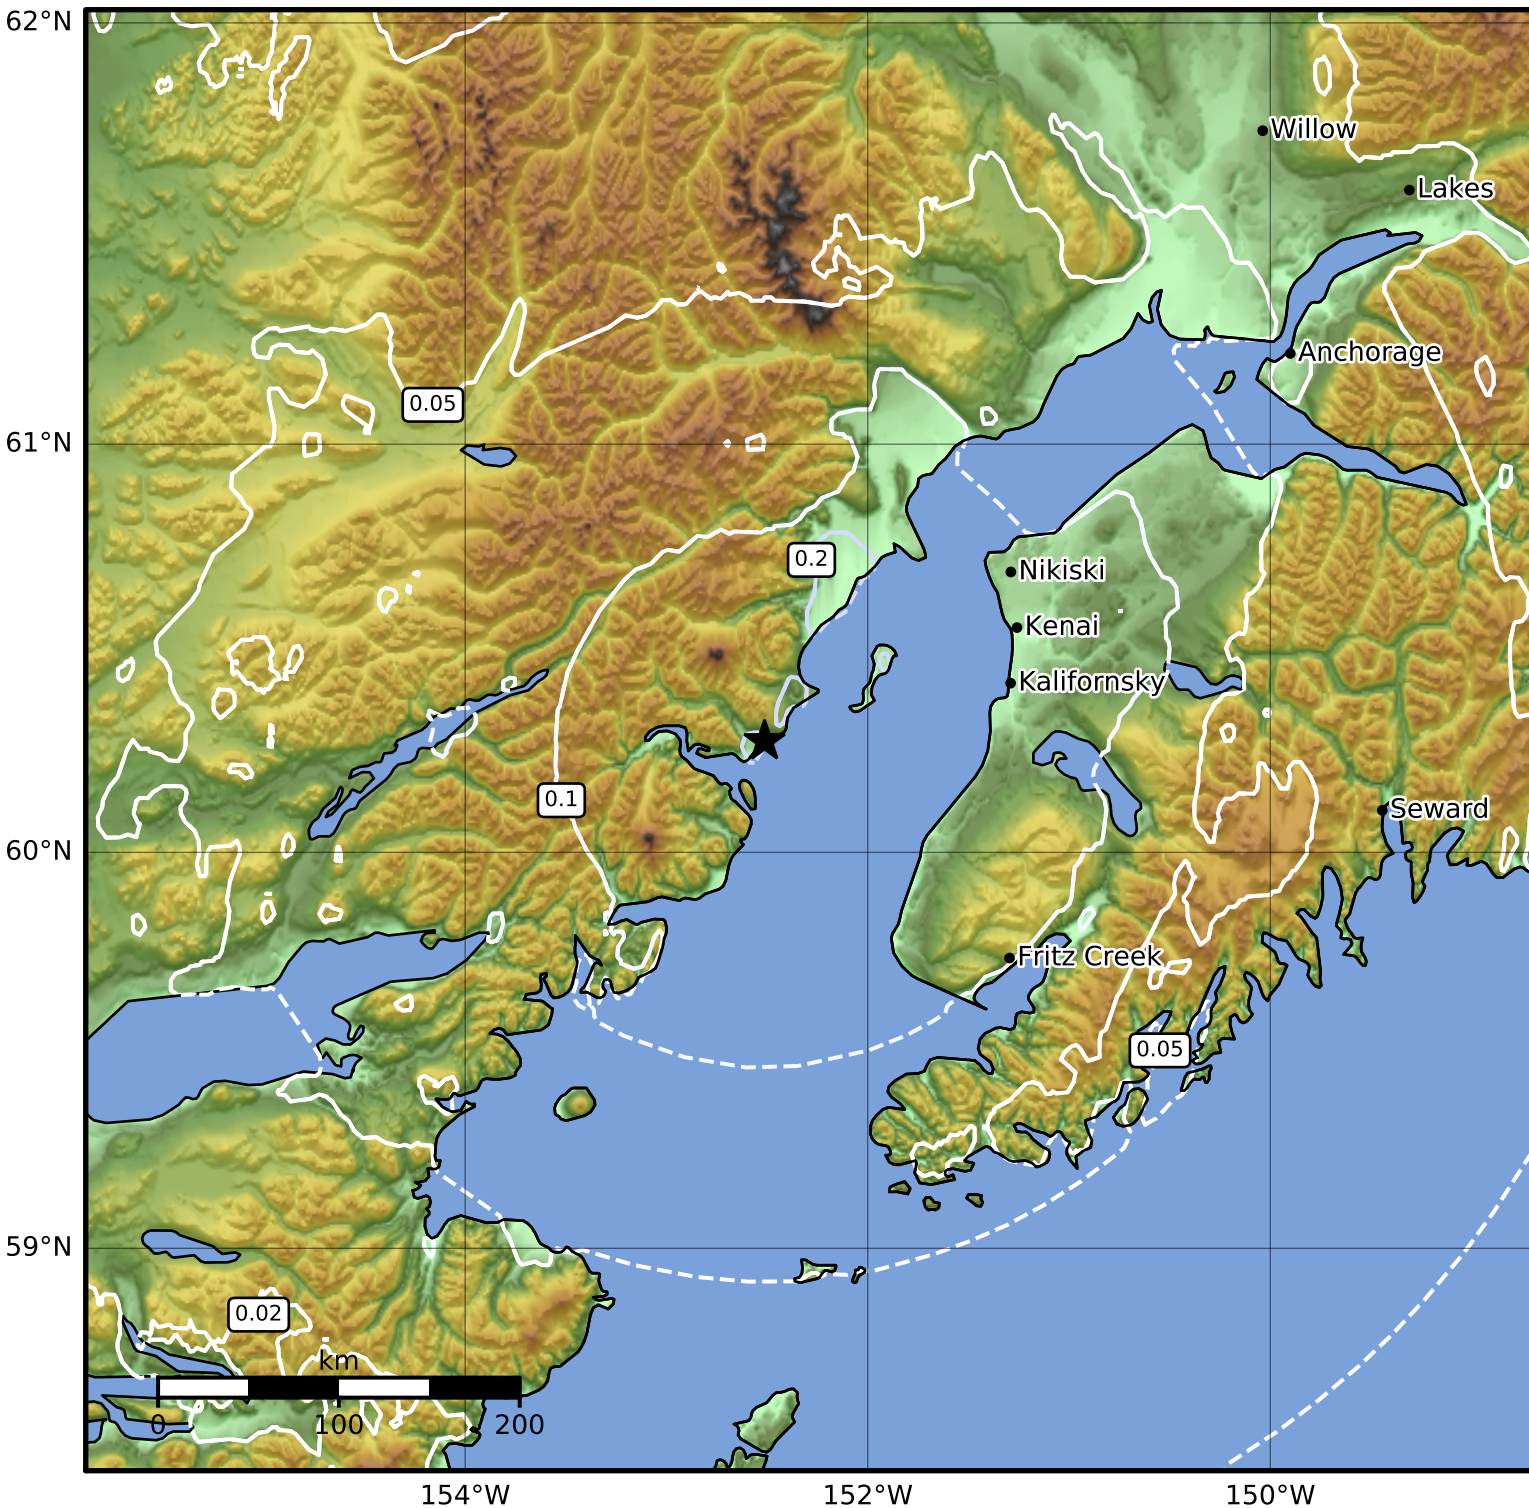 62°N
Willow
Lakes
Anchorage
0.05
61°N
0.2
Nikiski
Kenai
Kalifornsky
0.1
Seward
60°N
Fritz Creek
0.05
59°N
0.02
km
0 100 200
154°W 152°W 150°W